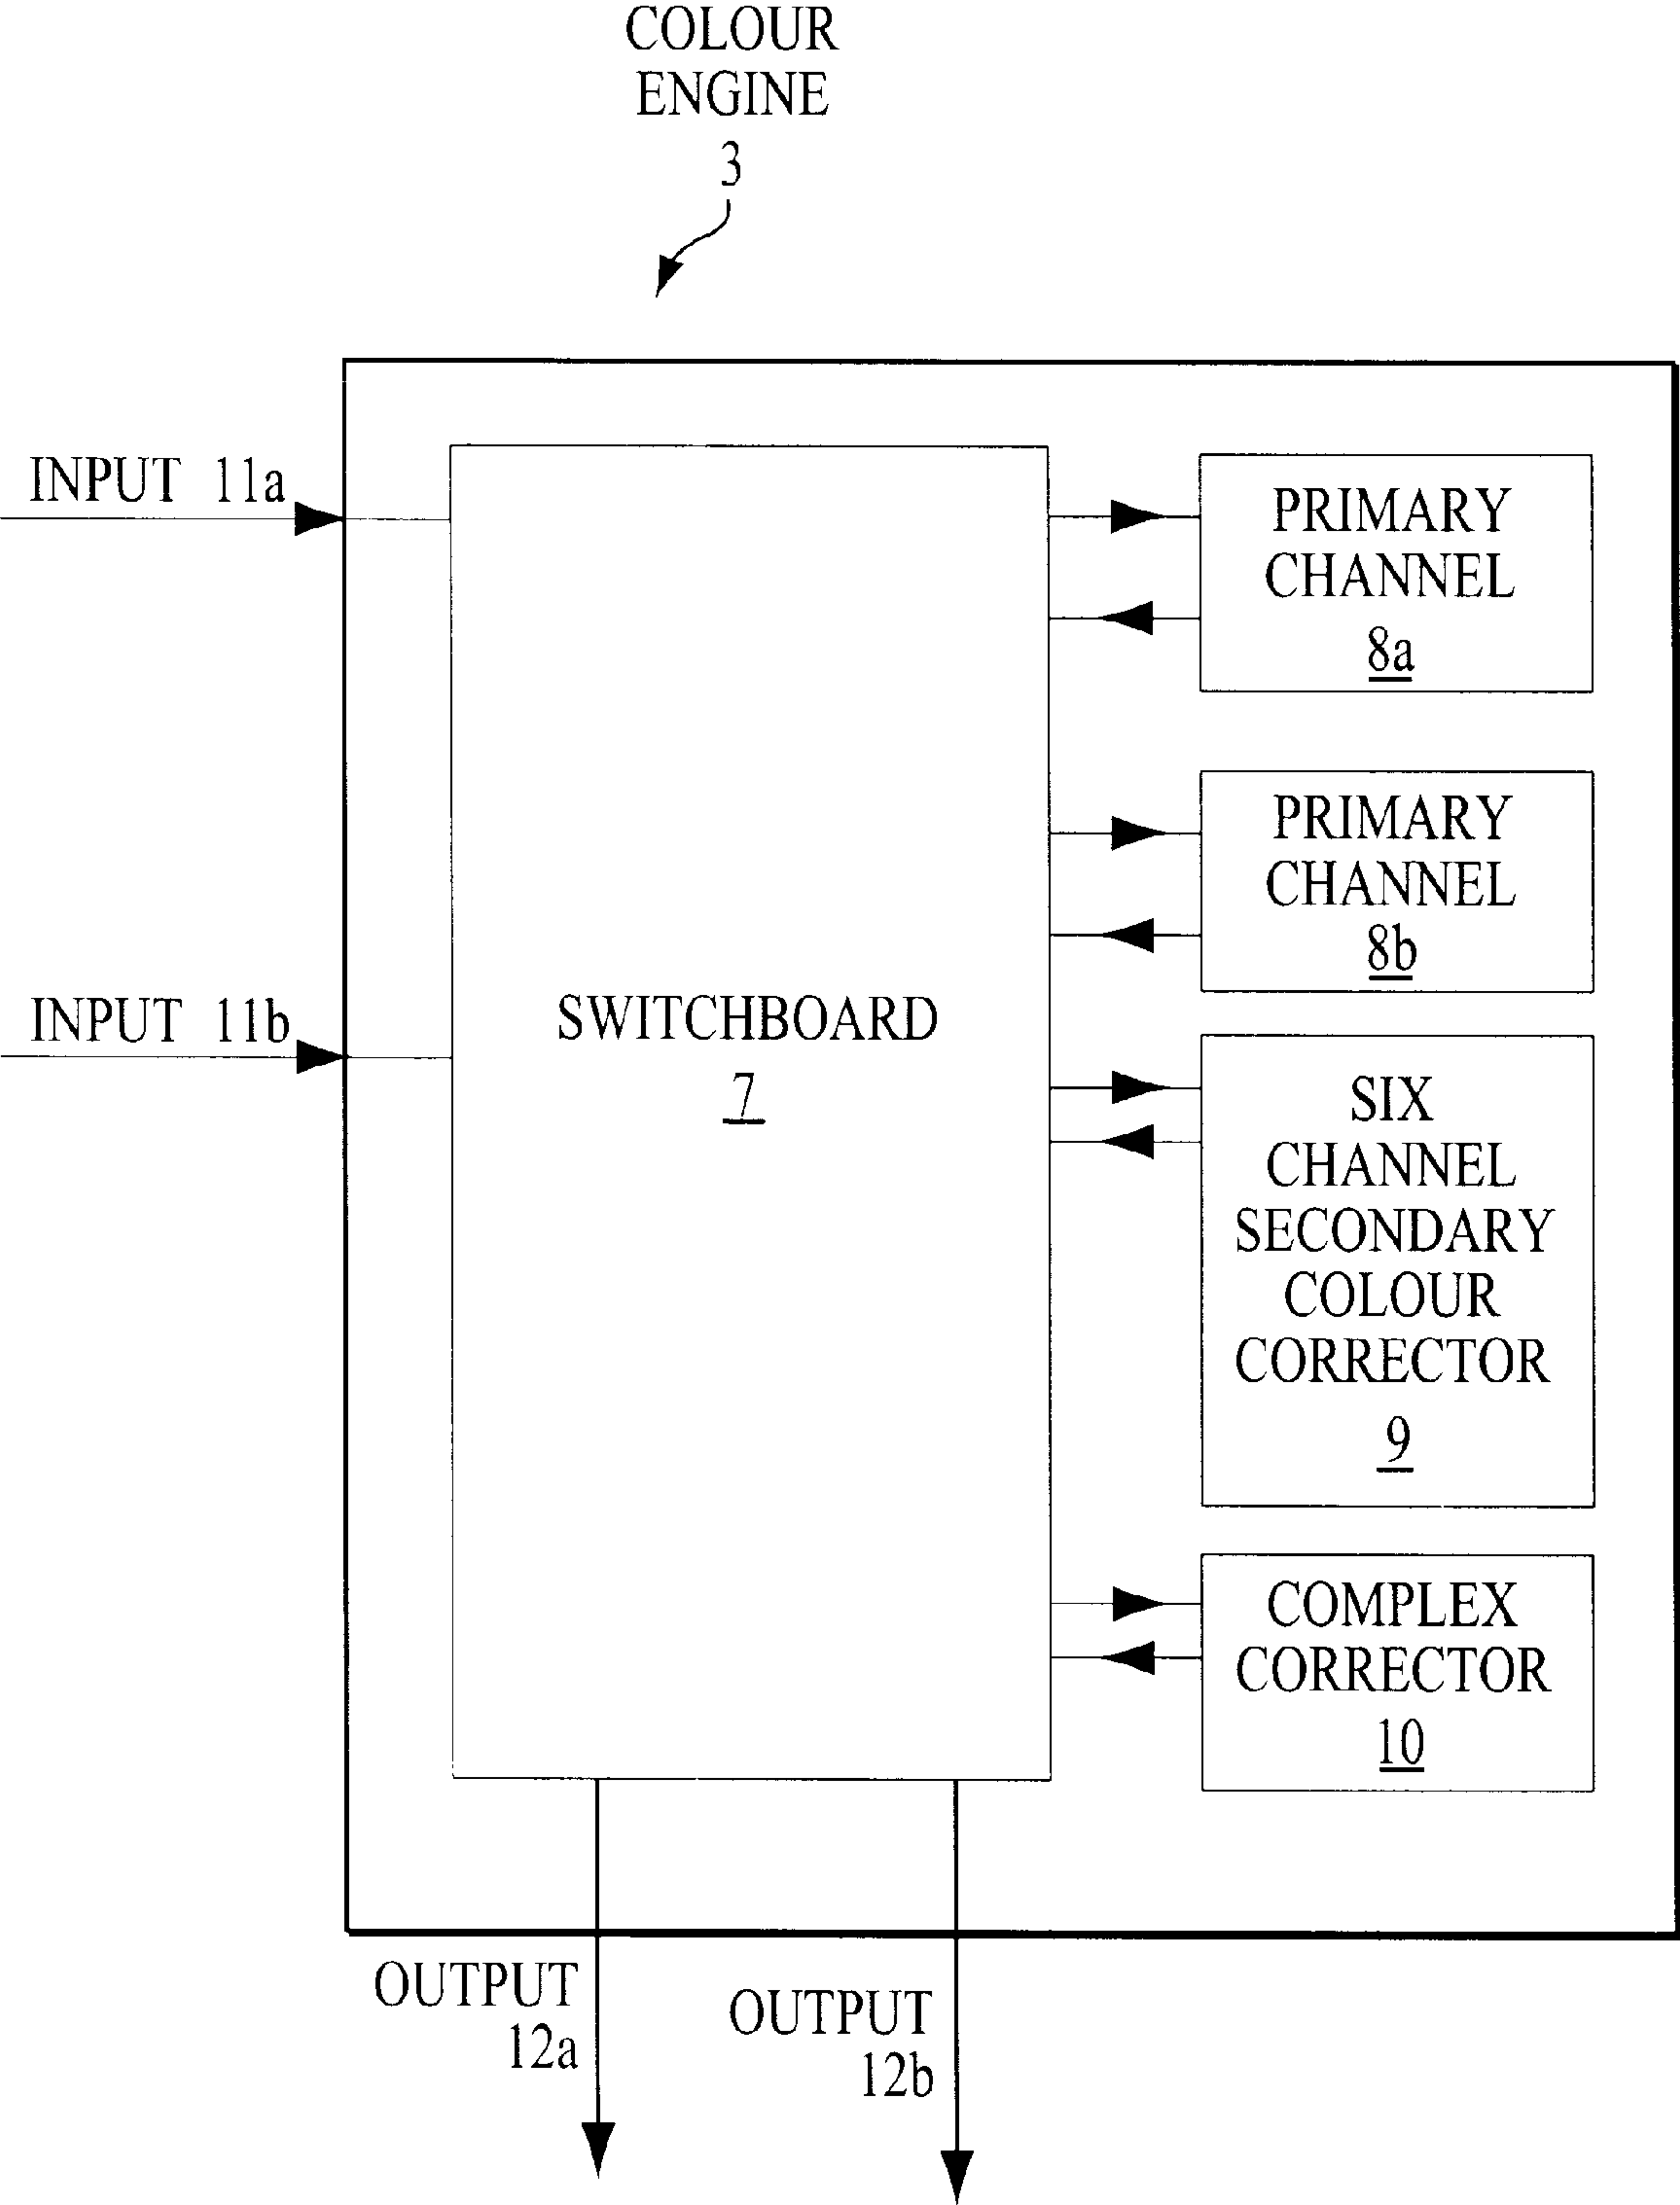 COLOUR
ENGINE
3
INPUT 11a
PRIMARY
CHANNEL
8a
PRIMARY
CHANNEL
8b
INPUT 11b
SWITCHBOARD
7
SIX
CHANNEL
SECONDARY
COLOUR
CORRECTOR
9
COMPLEX
CORRECTOR
10
OUTPUT
12a
OUTPUT
12b